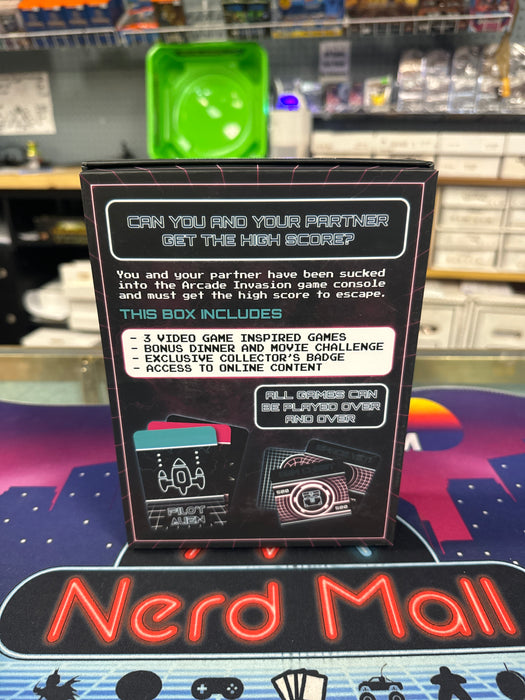 CAN YOU AND YOUR PARTNER
GET THE HIGH SCORE?
You and your partner have been sucked
into the Arcade Invasion game console
and must get the high score to escape.
THIS BOX INCLUDES
- 3 VIDEO GAME INSPIRED GAMES
- BONUS DINNER AND MOVIE CHALLENGE
- EXCLUSIVE COLLECTOR'S BADGE
- ACCESS TO ONLINE CONTENT
ALL GAMES CAN
BE PLAYED OVER
AND OVER
PILOT
ALIEN
500
500
Nerd Mall